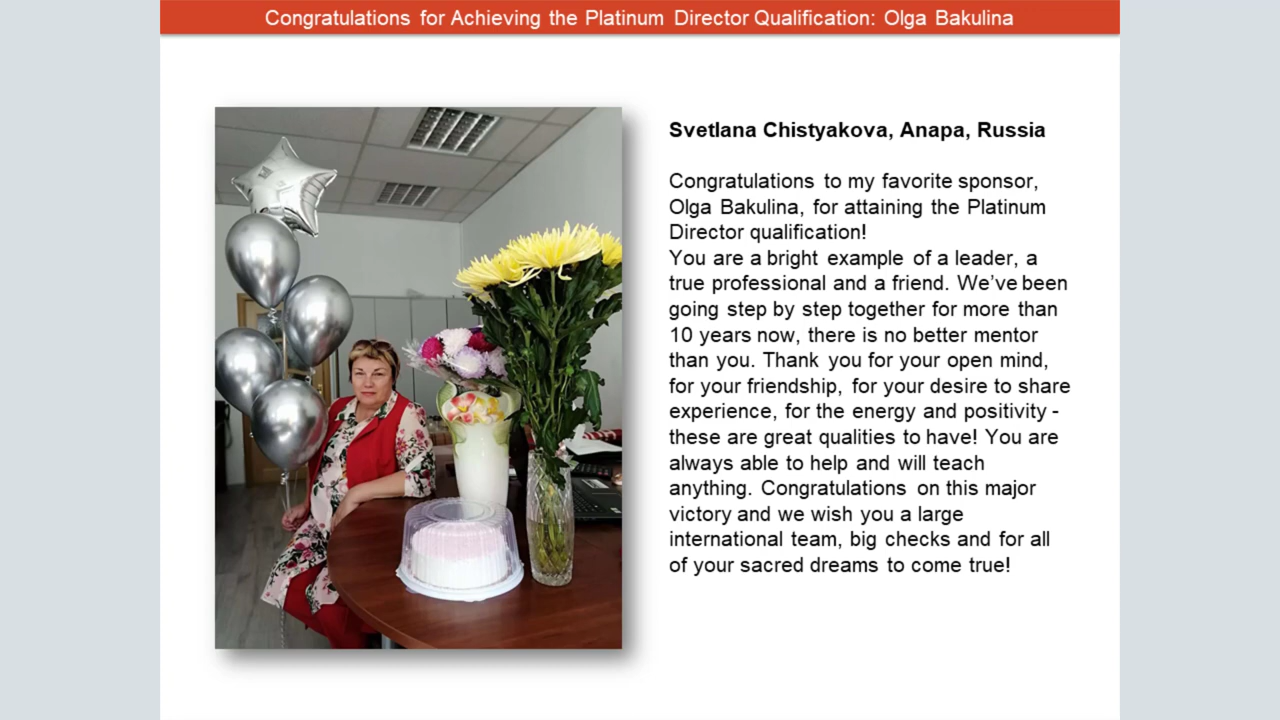 Congratulations for Achieving the Platinum Director Qualification: Olga Bakulina
Svetlana Chistyakova, Anapa, Russia
Congratulations to my favorite sponsor,
Olga Bakulina, for attaining the Platinum
Director qualification!
You are a bright example of a leader, a
true professional and a friend. We’ve been
going step by step together for more than
10 years now, there is no better mentor
than you. Thank you for your open mind,
for your friendship, for your desire to share
experience, for the energy and positivity -
these are great qualities to have! You are
always able to help and will teach
anything. Congratulations on this major
victory and we wish you a large
international team, big checks and for all
of your sacred dreams to come true!